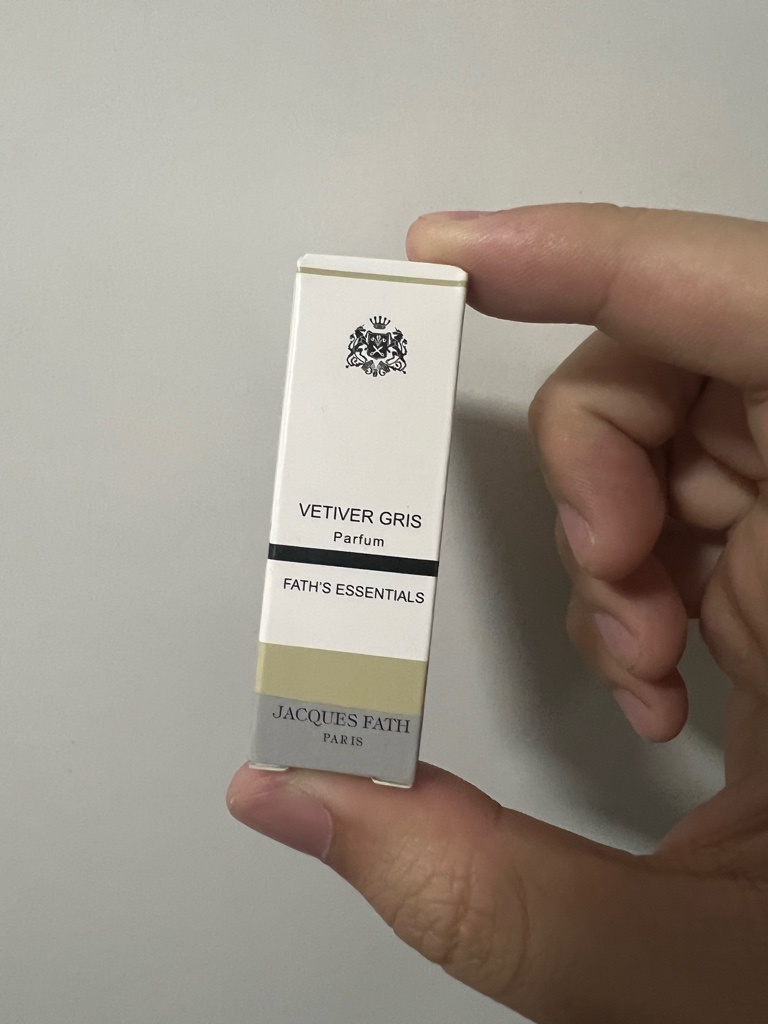 VETIVER GRIS
Parfum
FATH'S ESSENTIALS
JACQUES FATH
PARIS